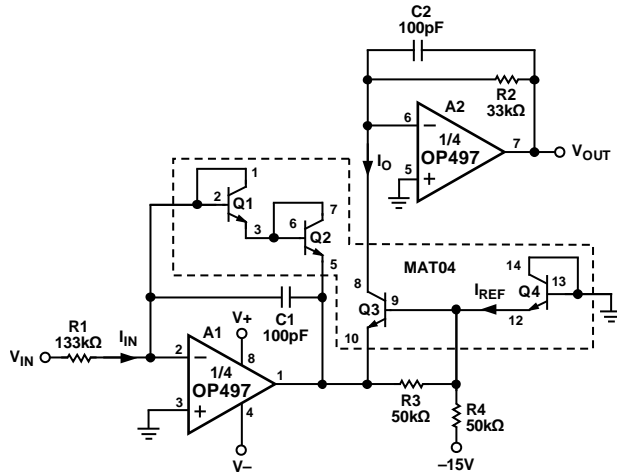 C2
100pF
R2
33kΩ
A2
6
−
1/4
OP497
7
V_OUT
5
+
I_O
1
2
Q1
3
7
6
Q2
5
MAT04
8
9
Q3
10
14
13
Q4
12
I_REF
C1
100pF
R1
133kΩ
V_IN
I_IN
A1
V+
8
2
−
1/4
OP497
1
3
+
4
V−
R3
50kΩ
R4
50kΩ
−15V